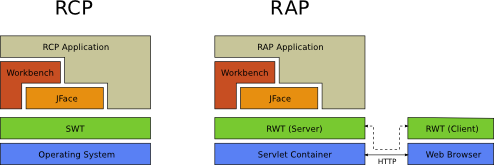 RCP
RAP
RCP Application
Workbench
JFace
SWT
Operating System
RAP Application
Workbench
JFace
RWT (Server)
RWT (Client)
Servlet Container
HTTP
Web Browser